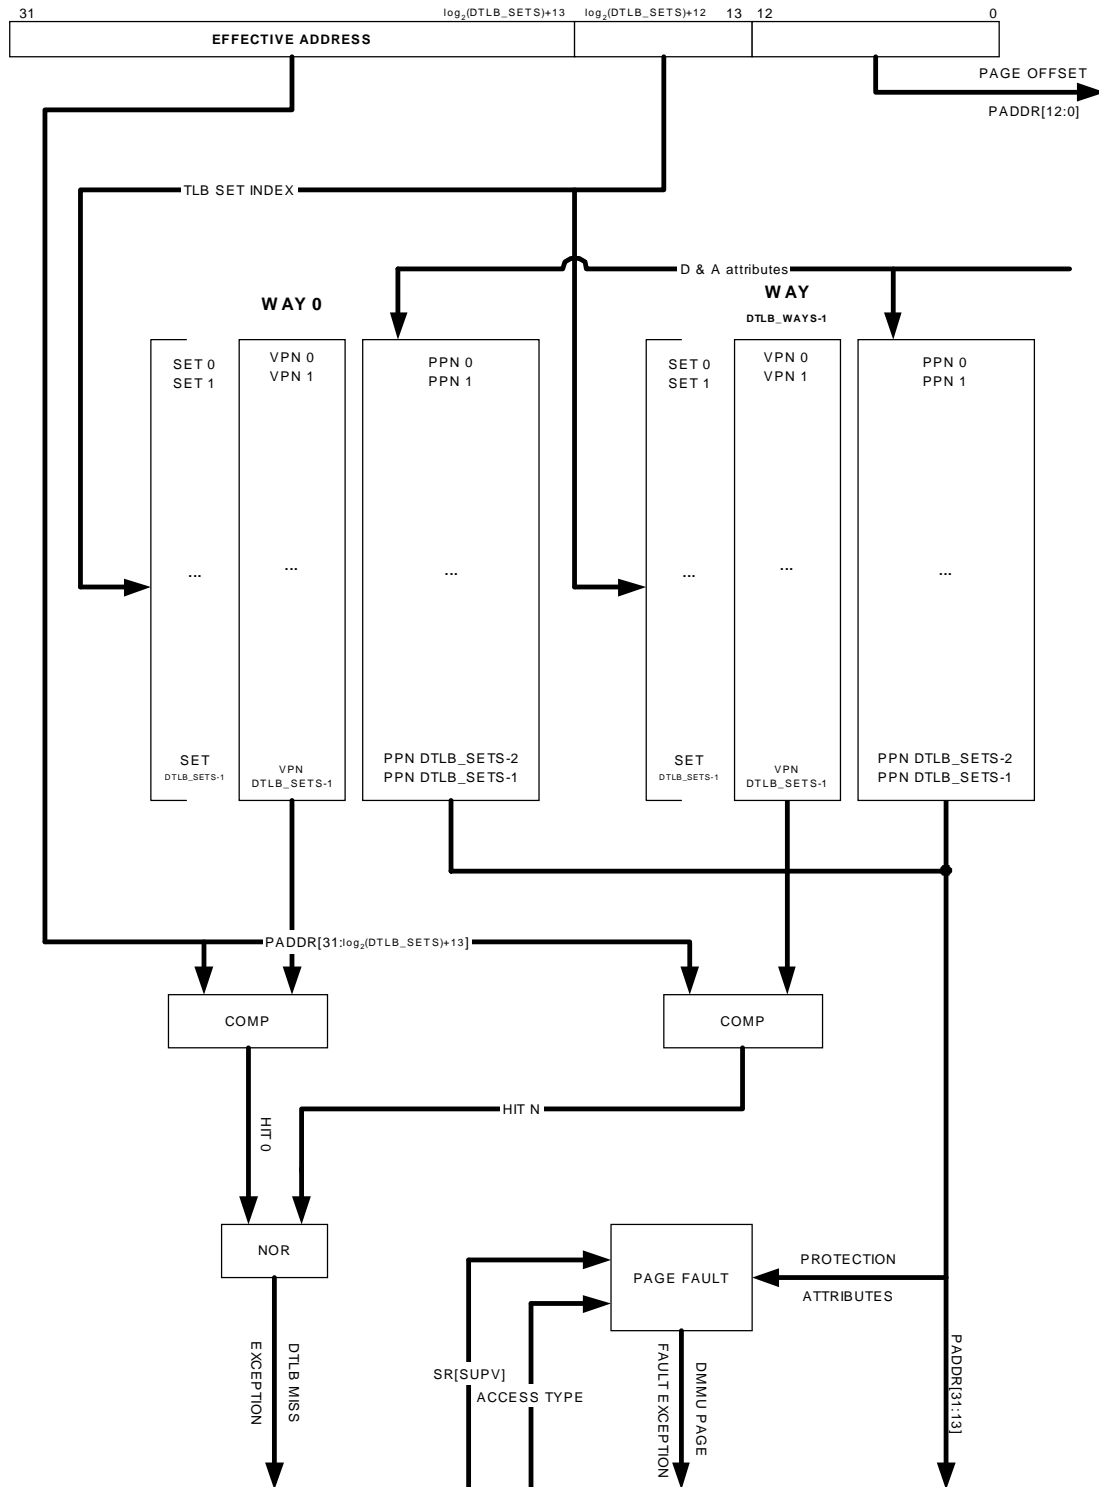 31
log2(DTLB_SETS)+13
log2(DTLB_SETS)+12
13
12
0
EFFECTIVE ADDRESS
PAGE OFFSET
PADDR[12:0]
TLB SET INDEX
D & A attributes
WAY 0
WAY
DTLB_WAYS-1
SET 0
SET 1
VPN 0
VPN 1
PPN 0
PPN 1
SET 0
SET 1
VPN 0
VPN 1
PPN 0
PPN 1
...
...
...
...
...
...
SET
DTLB_SETS-1
VPN
DTLB_SETS-1
PPN DTLB_SETS-2
PPN DTLB_SETS-1
SET
DTLB_SETS-1
VPN
DTLB_SETS-1
PPN DTLB_SETS-2
PPN DTLB_SETS-1
PADDR[31:log2(DTLB_SETS)+13]
COMP
COMP
HIT 0
HIT N
NOR
PAGE FAULT
PROTECTION
ATTRIBUTES
DTLB MISS
EXCEPTION
SR[SUPV]
ACCESS TYPE
DMMU PAGE
FAULT EXCEPTION
PADDR[31:13]